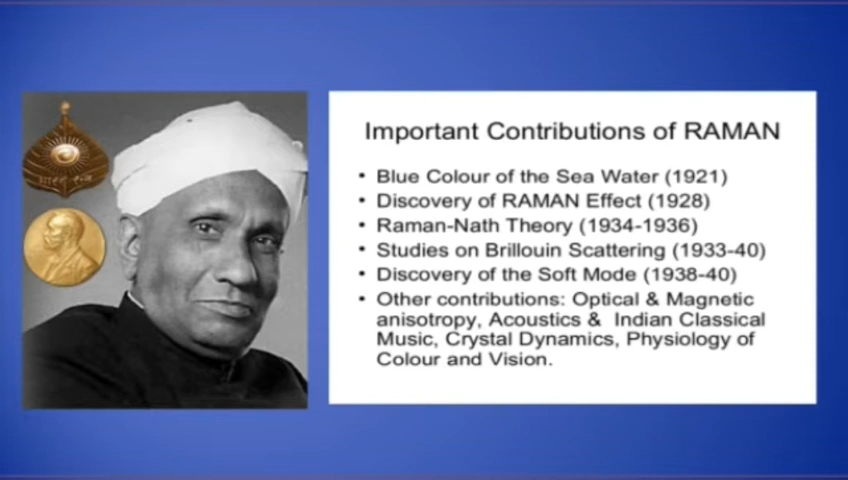 भारत रत्न
Important Contributions of RAMAN
• Blue Colour of the Sea Water (1921)
• Discovery of RAMAN Effect (1928)
• Raman-Nath Theory (1934-1936)
• Studies on Brillouin Scattering (1933-40)
• Discovery of the Soft Mode (1938-40)
• Other contributions: Optical & Magnetic
anisotropy, Acoustics & Indian Classical
Music, Crystal Dynamics, Physiology of
Colour and Vision.